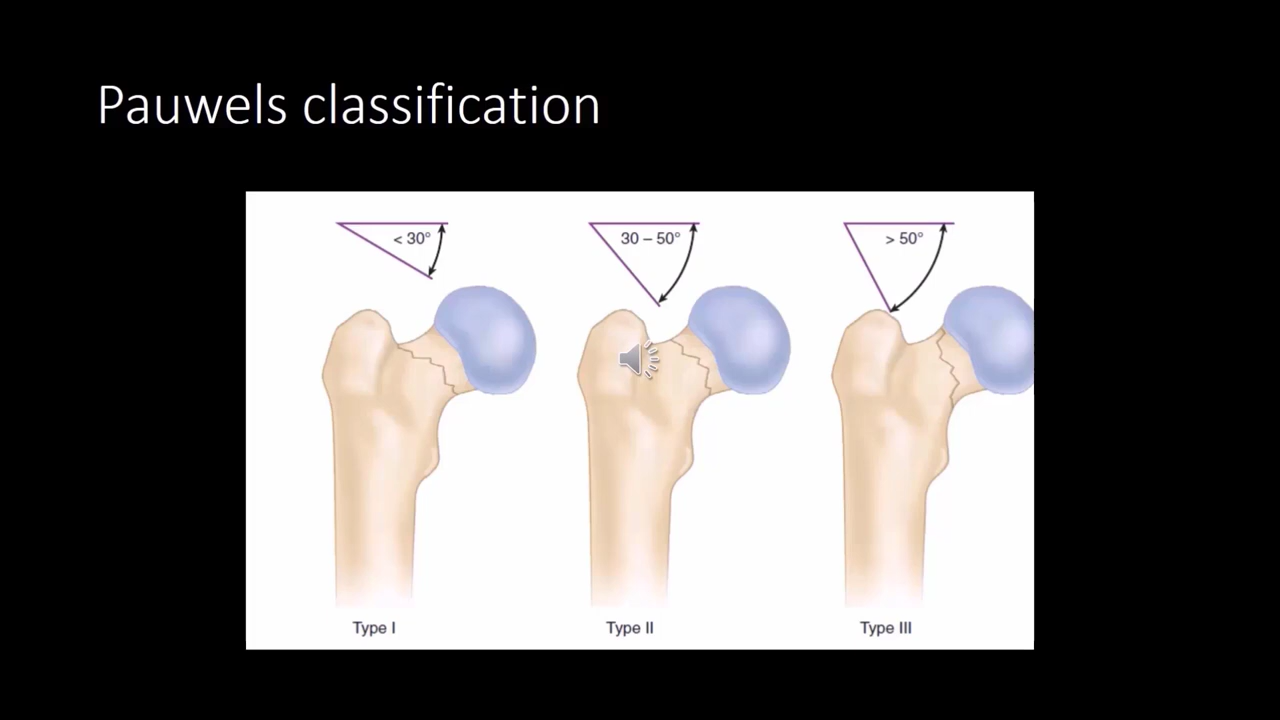 Pauwels classification
< 30°
30 – 50°
> 50°
Type I
Type II
Type III